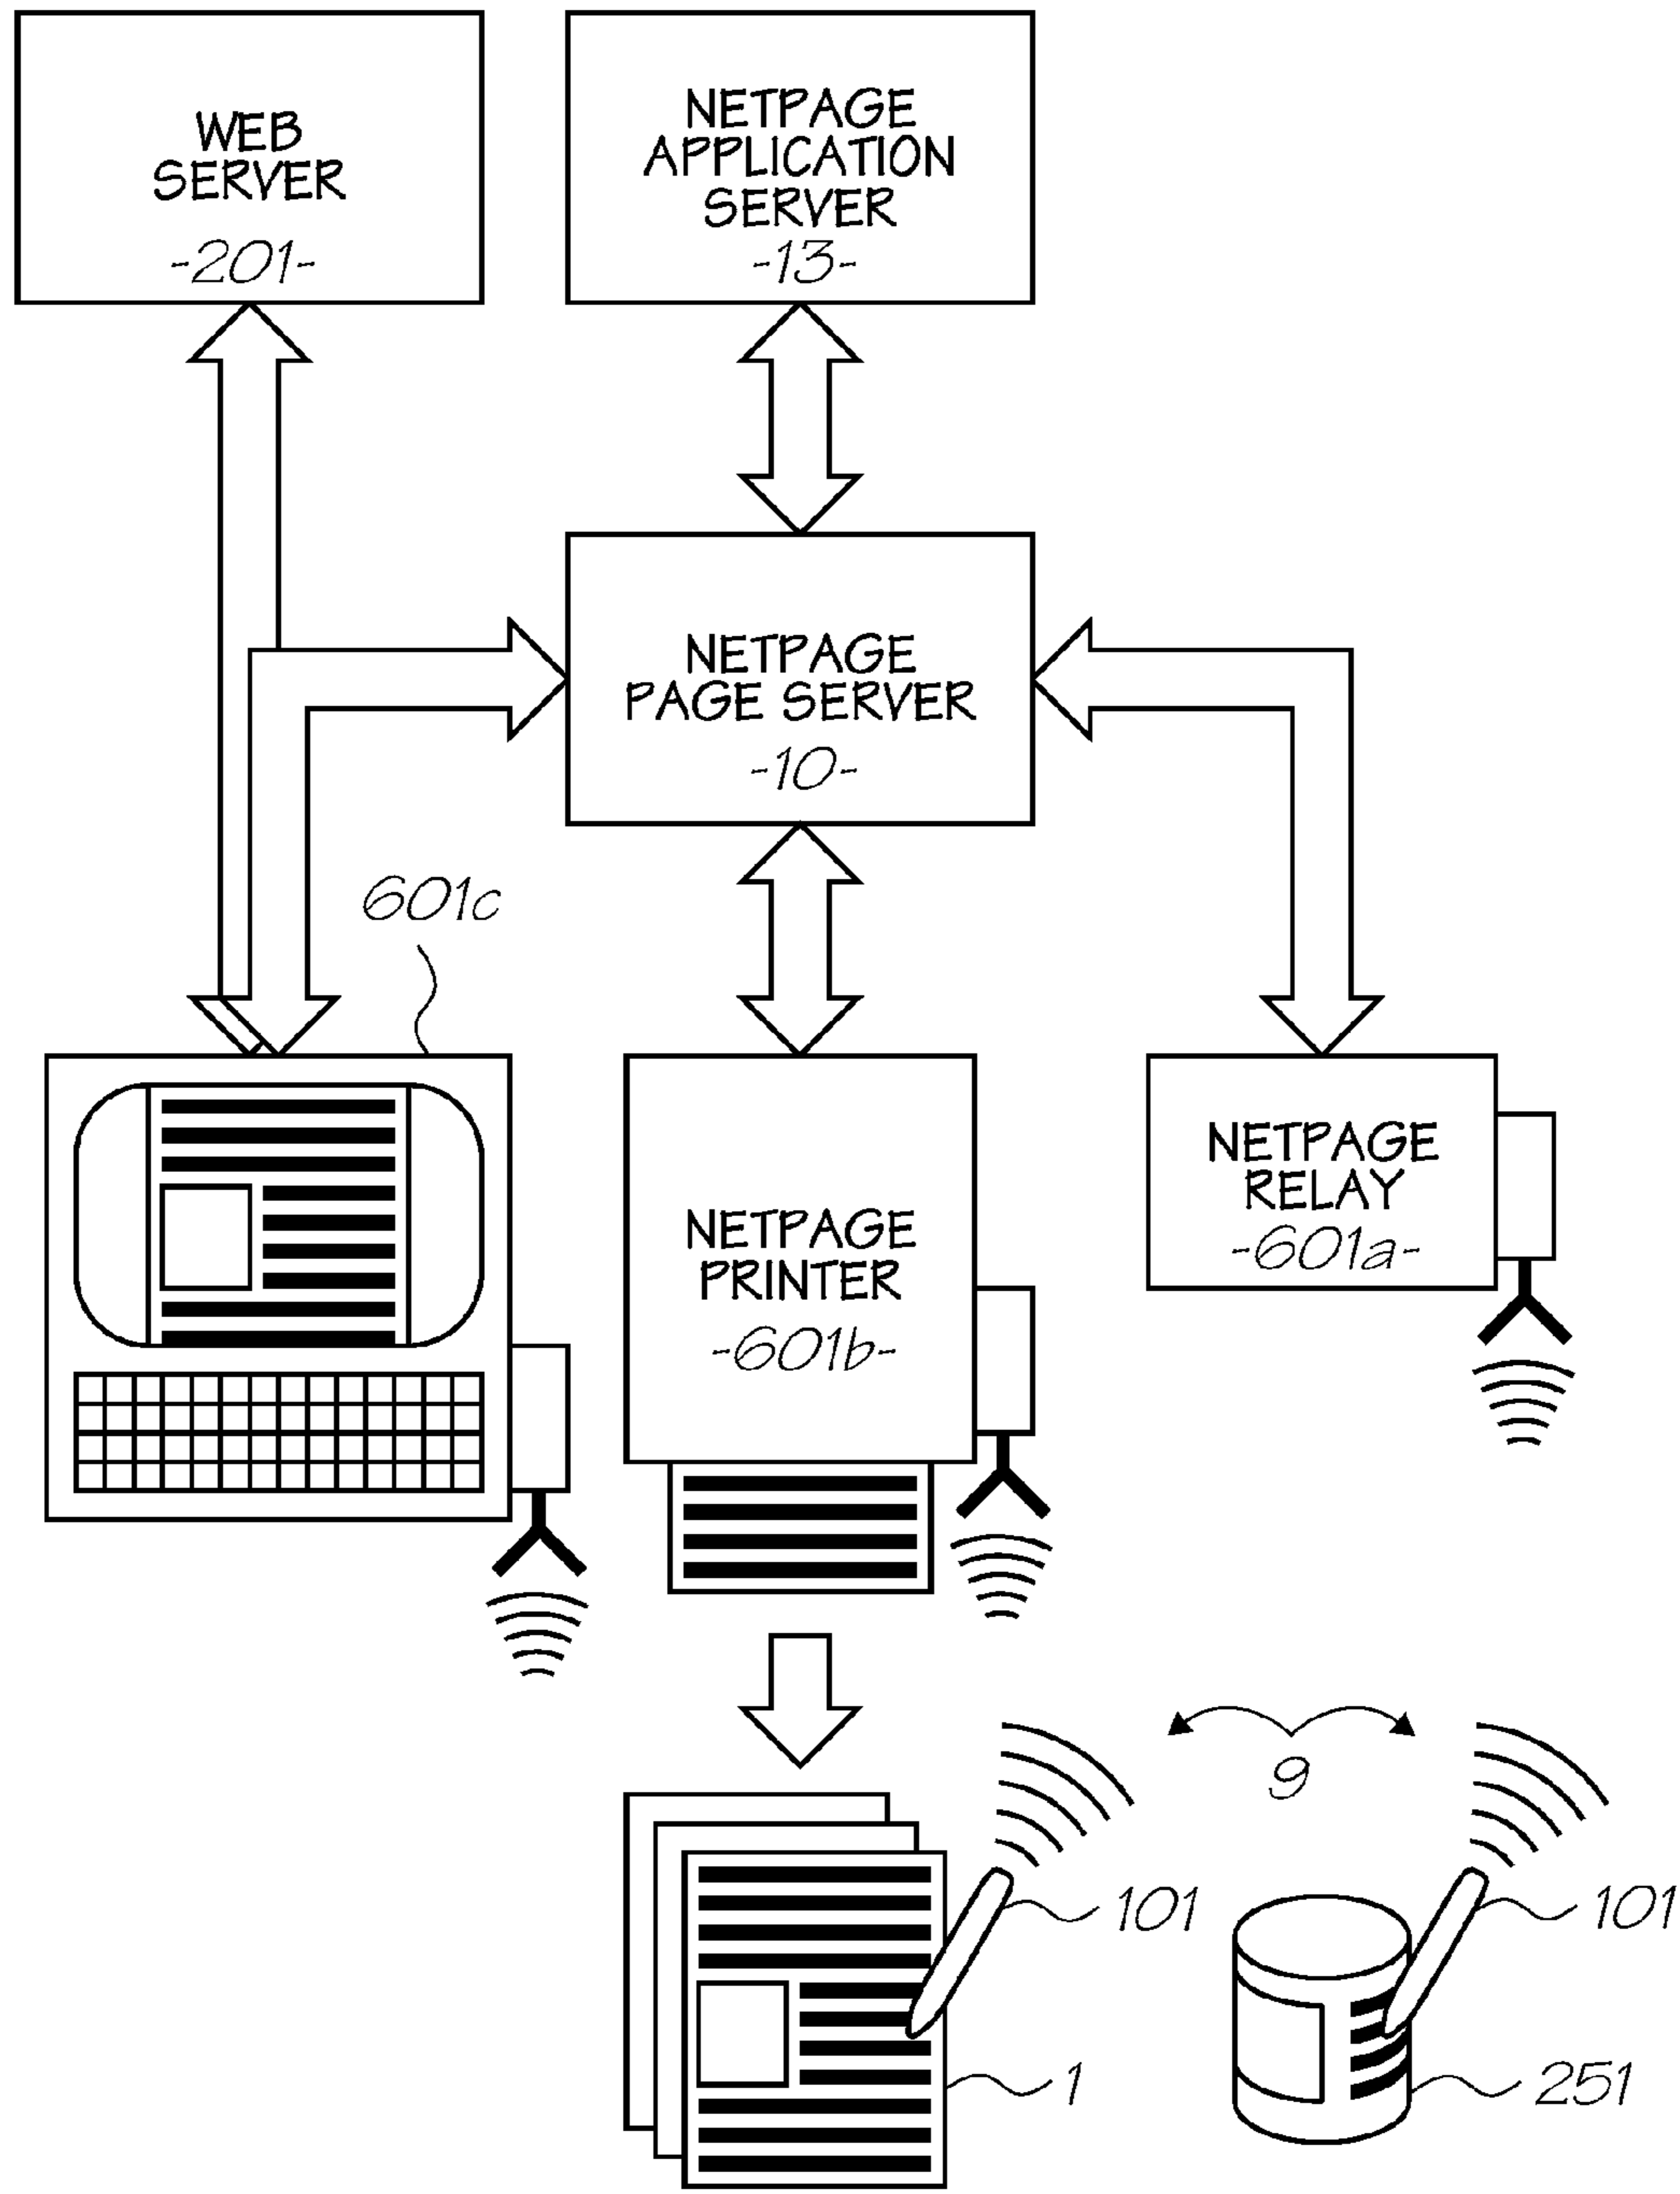 WEB
SERVER
-201-
NETPAGE
APPLICATION
SERVER
-13-
NETPAGE
PAGE SERVER
-10-
601c
NETPAGE
PRINTER
-601b-
NETPAGE
RELAY
-601a-
9
101
101
1
251